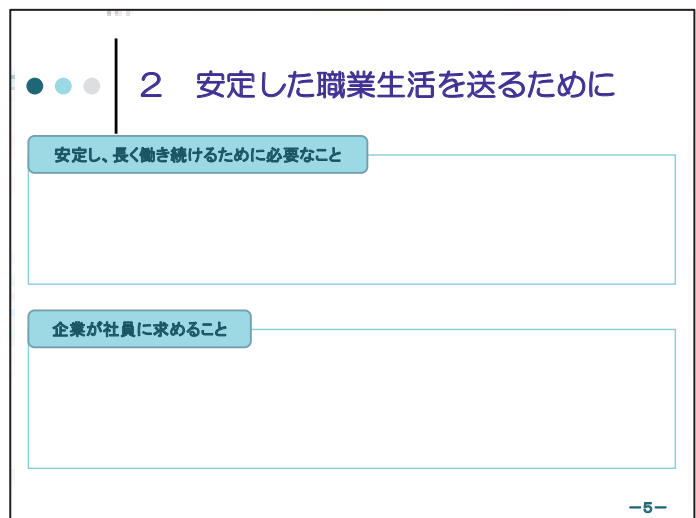 ２　安定した職業生活を送るために
安定し、長く働き続けるために必要なこと
企業が社員に求めること
－5－